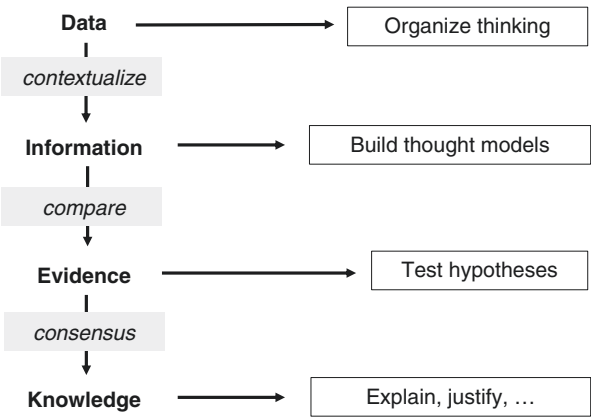 Data
Organize thinking
contextualize
Information
Build thought models
compare
Evidence
Test hypotheses
consensus
Knowledge
Explain, justify, …